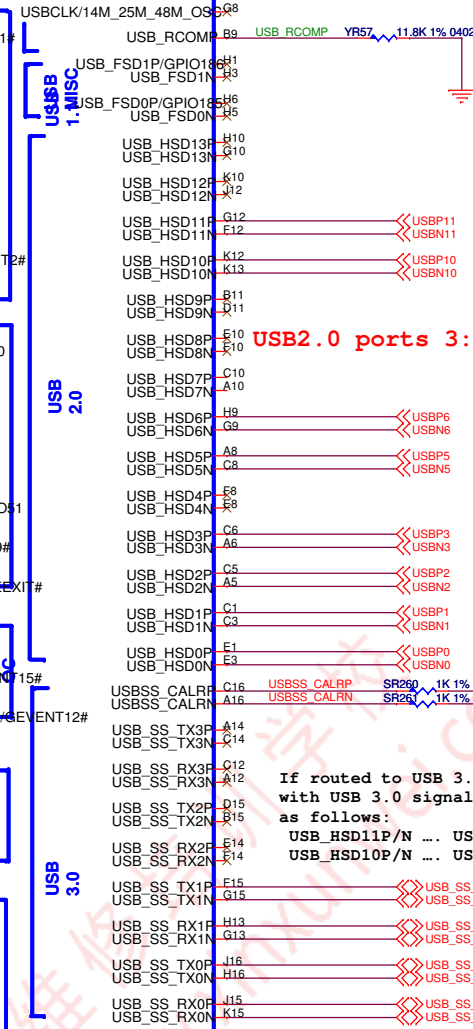 USBCLK/14M_25M_48M_OSC G8
USB_RCOMP B9 USB_RCOMP YR57 11.8K 1% 0402
1#
USB_FSD1P/GPIO186 H1
USB_FSD1N H3
USB_FSD0P/GPIO185 H6
USB_FSD0N H5
USB
1.1
USB
MISC
USB_HSD13P H10
USB_HSD13N G10
USB_HSD12P K10
USB_HSD12N J12
USB_HSD11P G12 USBP11
USB_HSD11N F12 USBN11
T2#
USB_HSD10P K12 USBP10
USB_HSD10N K13 USBN10
USB_HSD9P B11
USB_HSD9N D11
USB_HSD8P E10
USB_HSD8N F10
USB2.0 ports 3:
USB_HSD7P C10
USB_HSD7N A10
USB
2.0
USB_HSD6P H9 USBP6
USB_HSD6N G9 USBN6
USB_HSD5P A8 USBP5
USB_HSD5N C8 USBN5
USB_HSD4P F8
USB_HSD4N E8
O51
USB_HSD3P C6 USBP3
USB_HSD3N A6 USBN3
9#
USB_HSD2P C5 USBP2
USB_HSD2N A5 USBN2
EXIT#
USB_HSD1P C1 USBP1
USB_HSD1N C3 USBN1
USB_HSD0P E1 USBP0
USB_HSD0N E3 USBN0
NT15#
USBSS_CALRP C16 USBSS_CALRP SR260 1K 1%
USBSS_CALRN A16 USBSS_CALRN SR261 1K 1%
/GEVENT12#
USB_SS_TX3P A14
USB_SS_TX3N C14
USB_SS_RX3P C12
USB_SS_RX3N A12
USB_SS_TX2P D15
USB_SS_TX2N B15
USB_SS_RX2P E14
USB_SS_RX2N F14
If routed to USB 3.
with USB 3.0 signal
as follows:
USB_HSD11P/N .... US
USB_HSD10P/N .... US
USB
3.0
USB_SS_TX1P F15 USB_SS_
USB_SS_TX1N G15 USB_SS_
USB_SS_RX1P H13 USB_SS_
USB_SS_RX1N G13 USB_SS_
USB_SS_TX0P J16 USB_SS_
USB_SS_TX0N H16 USB_SS_
USB_SS_RX0P J15 USB_SS_
USB_SS_RX0N K15 USB_SS_